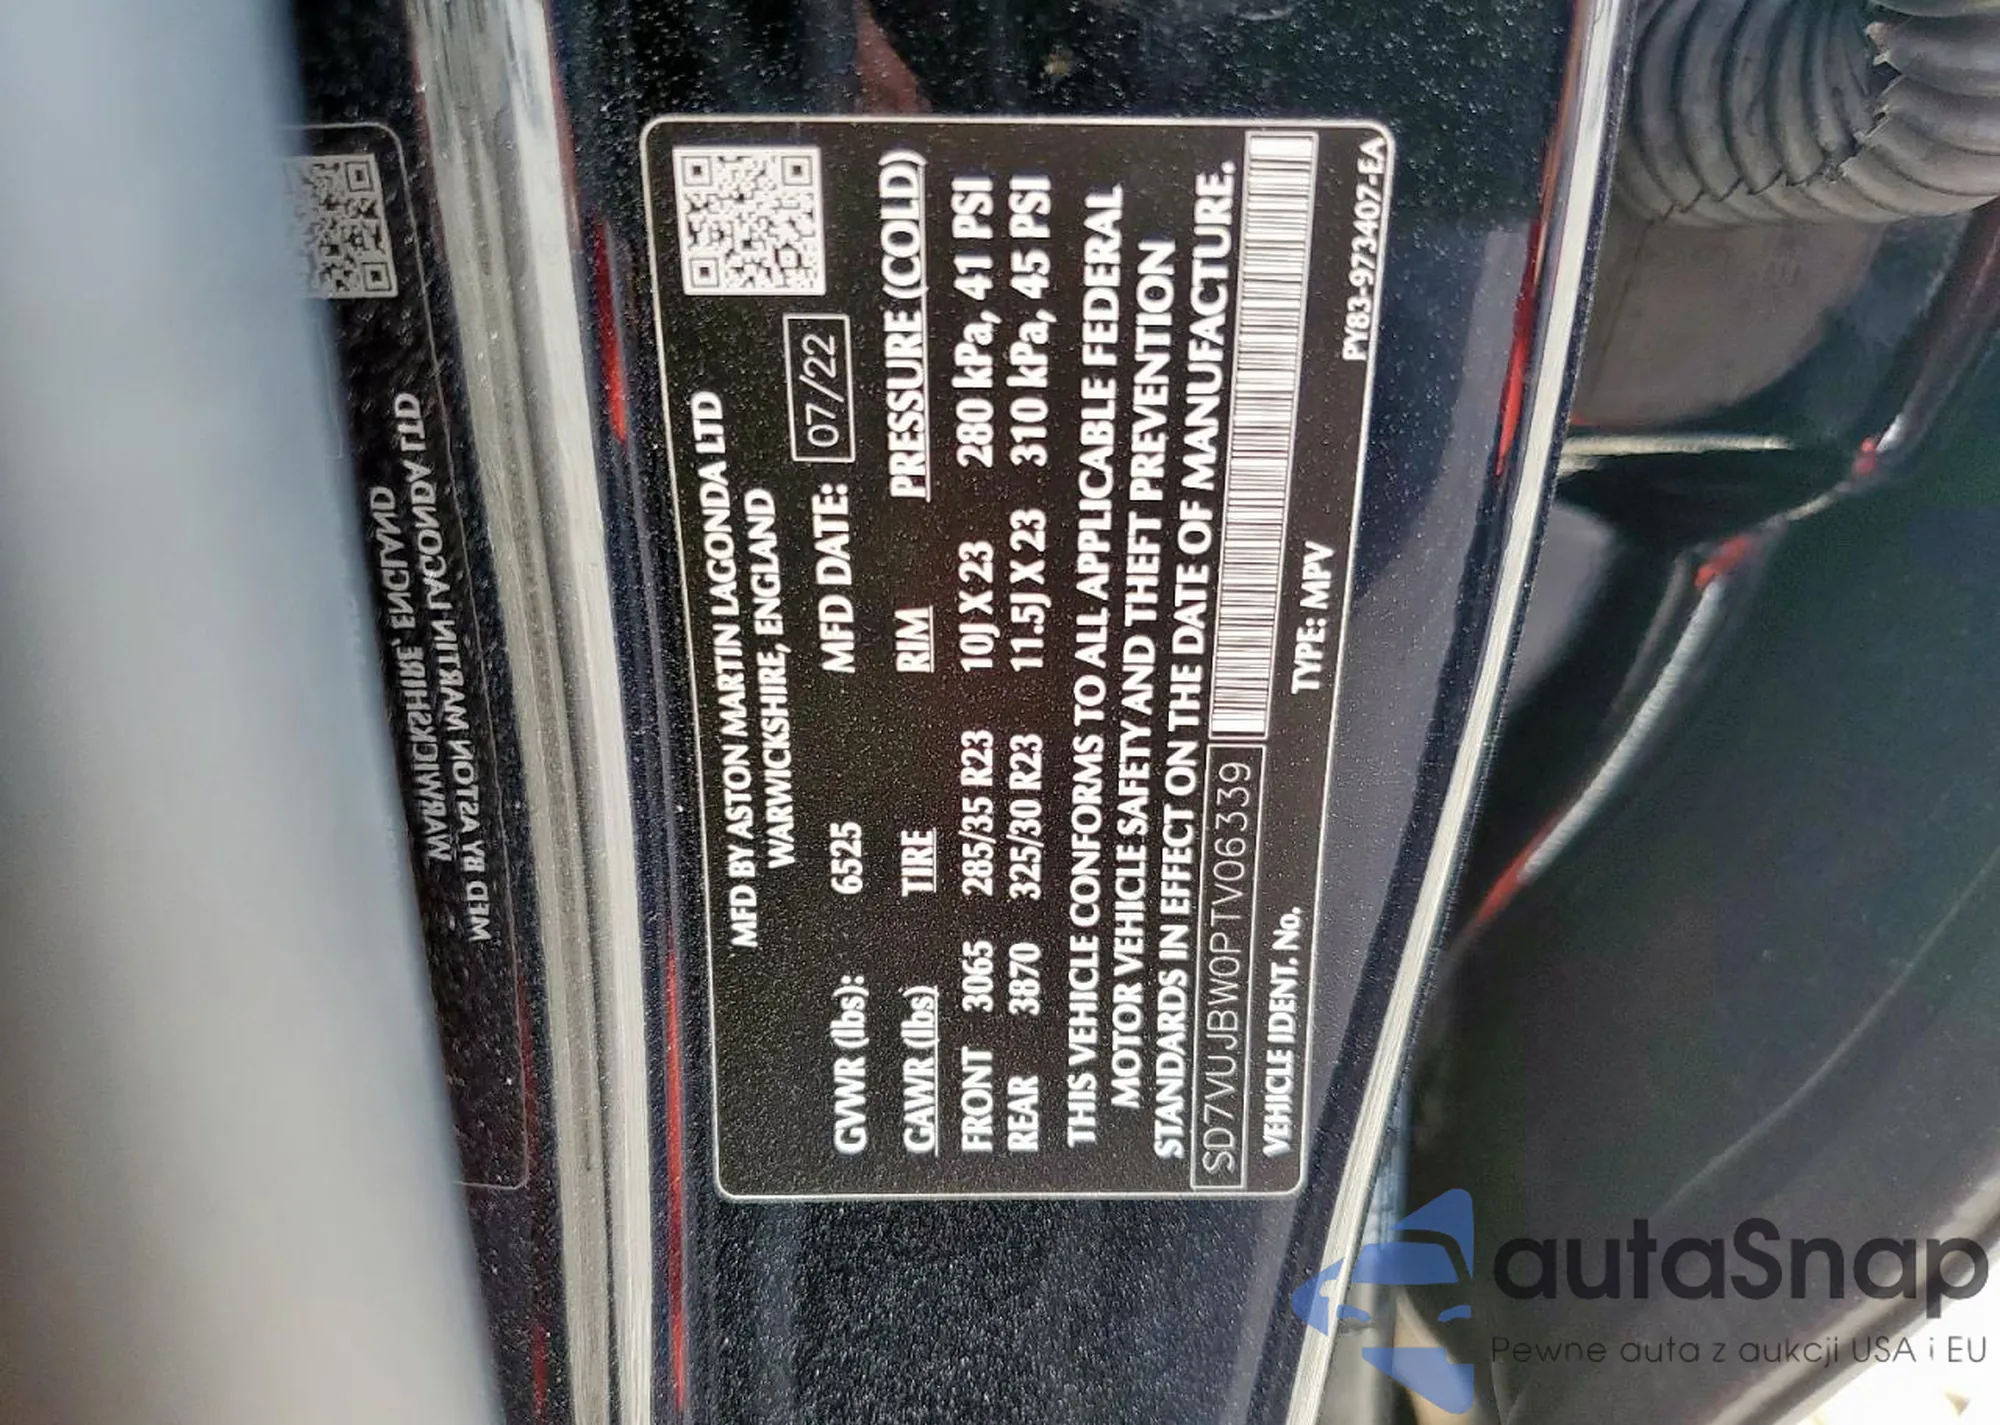 MFD BY ASTON MARTIN LAGONDA LTD
WARWICKSHIRE, ENGLAND
GVWR (lbs): 6525 MFD DATE: 07/22
GAWR (lbs) TIRE RIM PRESSURE (COLD)
FRONT 3065 285/35 R23 10J X 23 280 kPa, 41 PSI
REAR 3870 325/30 R23 11.5J X 23 310 kPa, 45 PSI
THIS VEHICLE CONFORMS TO ALL APPLICABLE FEDERAL
MOTOR VEHICLE SAFETY AND THEFT PREVENTION
STANDARDS IN EFFECT ON THE DATE OF MANUFACTURE.
SD7VUJBW0PTV06339
VEHICLE IDENT. No. TYPE: MPV
PY83-9723407-EA
MFD BY ASTON MARTIN LAGONDA LTD
WARWICKSHIRE, ENGLAND
autaSnap
Pewne auta z aukcji USA i EU